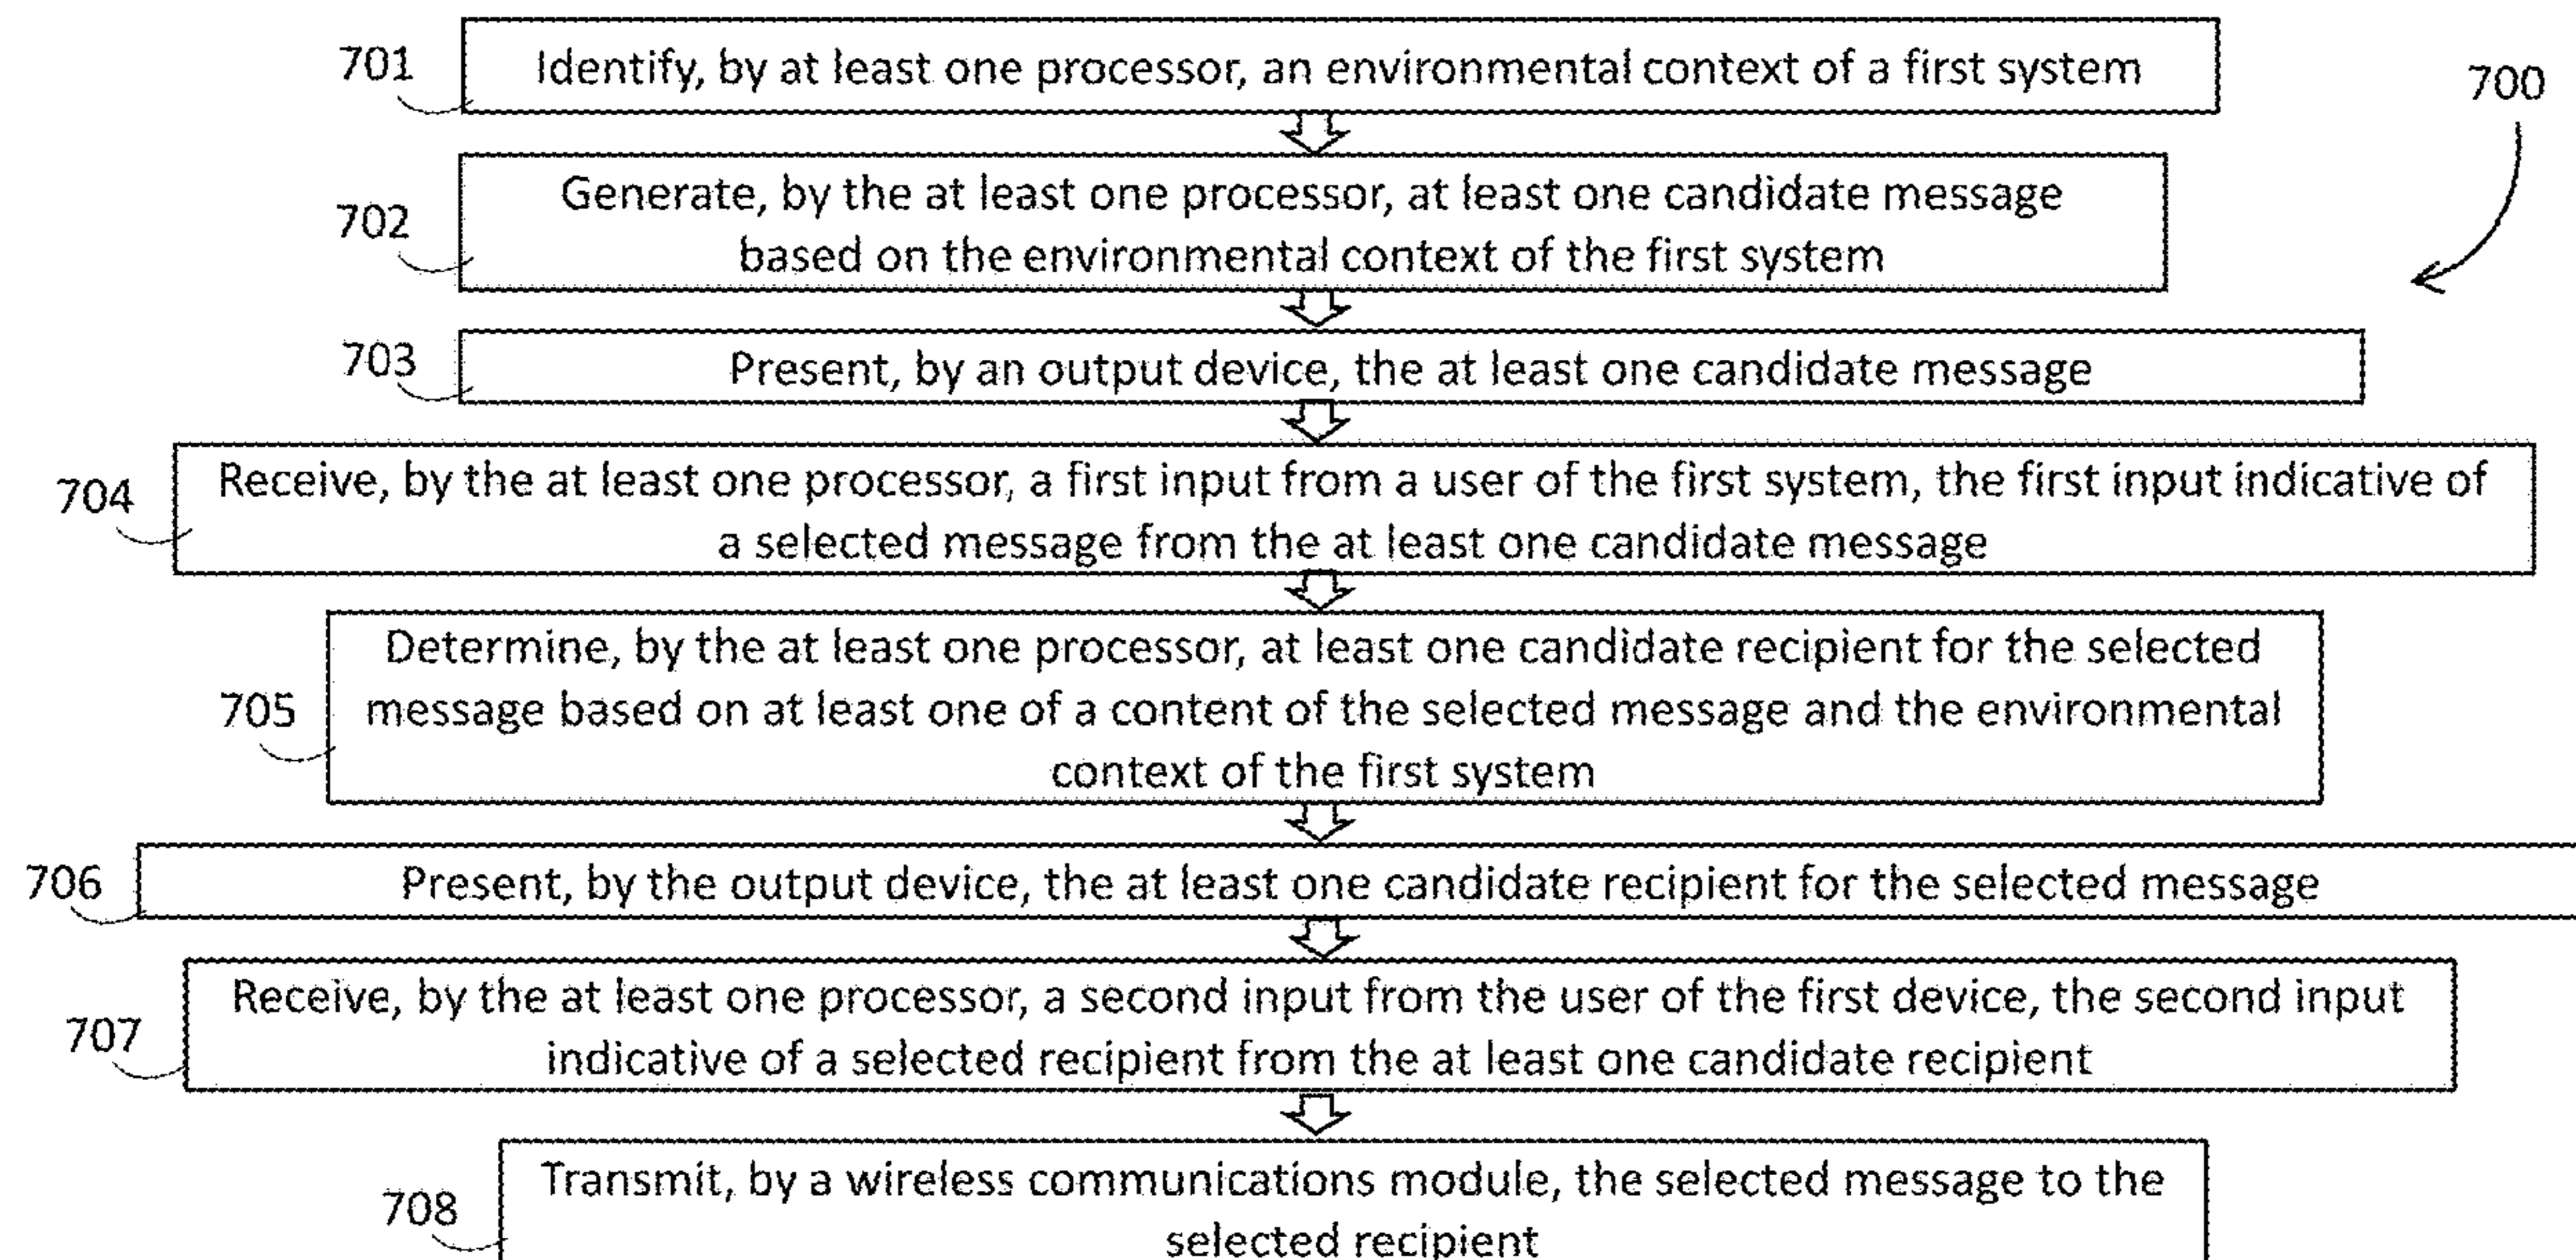 701
Identify, by at least one processor, an environmental context of a first system
700
702
Generate, by the at least one processor, at least one candidate message
based on the environmental context of the first system
703
Present, by an output device, the at least one candidate message
704
Receive, by the at least one processor, a first input from a user of the first system, the first input indicative of
a selected message from the at least one candidate message
705
Determine, by the at least one processor, at least one candidate recipient for the selected
message based on at least one of a content of the selected message and the environmental
context of the first system
706
Present, by the output device, the at least one candidate recipient for the selected message
707
Receive, by the at least one processor, a second input from the user of the first device, the second input
indicative of a selected recipient from the at least one candidate recipient
708
Transmit, by a wireless communications module, the selected message to the
selected recipient